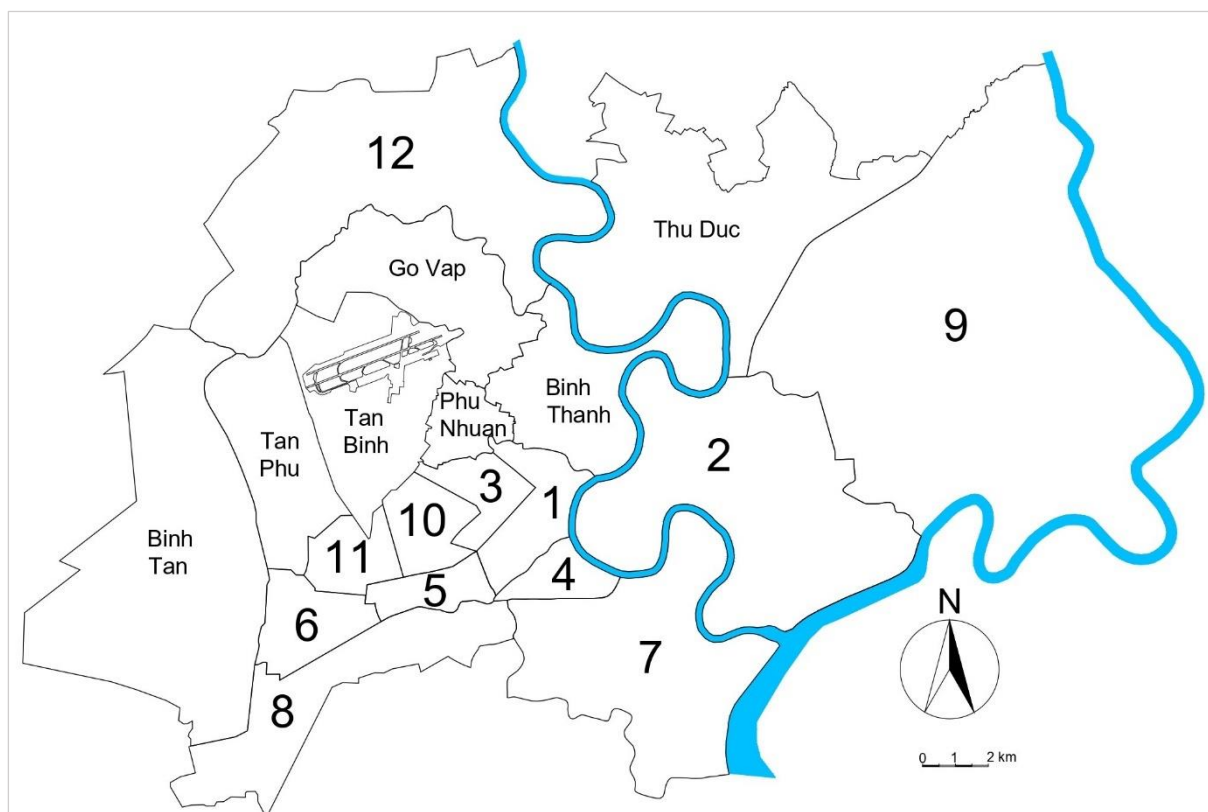 12
Thu Duc
Go Vap
9
Binh
Thanh
Phu
Nhuan
Tan
Binh
Tan
Phu
2
3
1
10
Binh
Tan
11
4
5
6
7
8
N
0 1 2 km